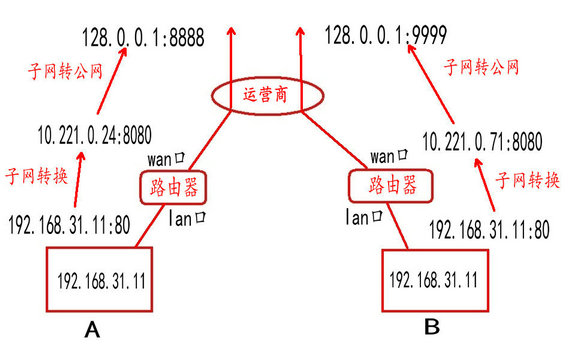 128.0.0.1:8888
128.0.0.1:9999
子网转公网
子网转公网
运营商
10.221.0.24:8080
10.221.0.71:8080
wan口
wan口
子网转换
路由器
路由器
子网转换
lan口
lan口
192.168.31.11:80
192.168.31.11:80
192.168.31.11
192.168.31.11
A
B